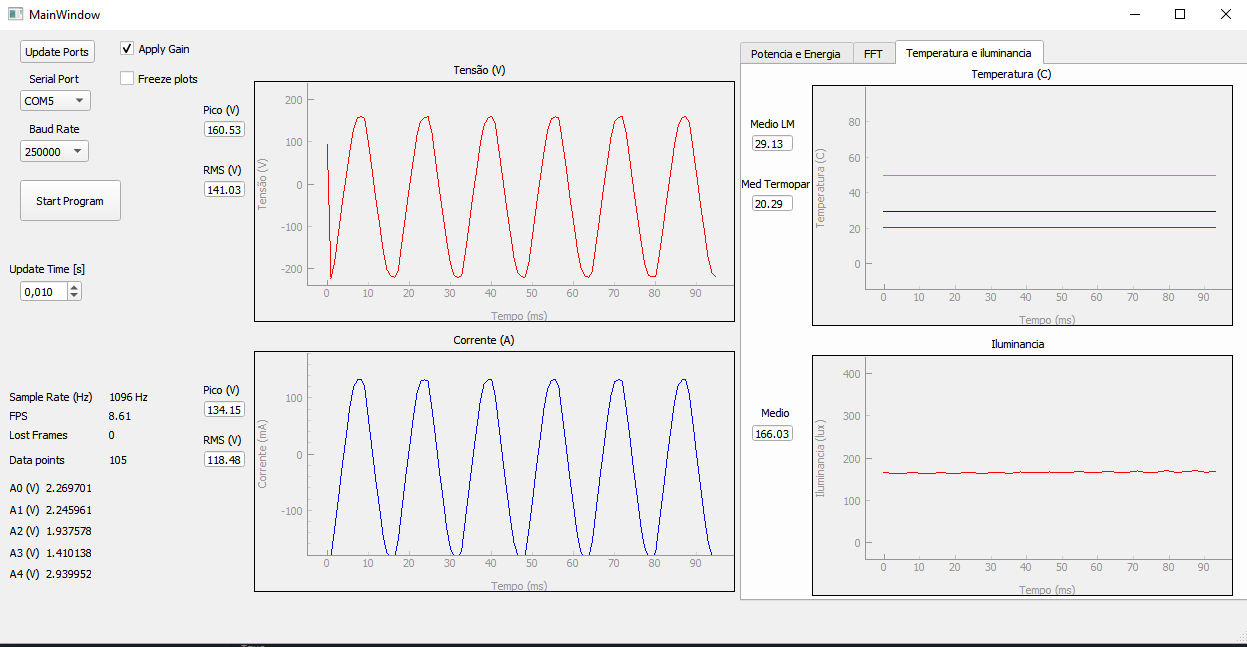 MainWindow
Update Ports
Apply Gain
Serial Port
Freeze plots
COM5
Baud Rate
250000
Start Program
Update Time [s]
0,010
Sample Rate (Hz) 1096 Hz
FPS 8.61
Lost Frames 0
Data points 105
A0 (V) 2.269701
A1 (V) 2.245961
A2 (V) 1.937578
A3 (V) 1.410138
A4 (V) 2.939952
Pico (V)
160.53
RMS (V)
141.03
Tensão (V)
Tensão (V)
200
100
0
-100
-200
0 10 20 30 40 50 60 70 80 90
Tempo (ms)
Pico (V)
134.15
RMS (V)
118.48
Corrente (A)
Corrente (mA)
100
0
-100
0 10 20 30 40 50 60 70 80 90
Tempo (ms)
Potencia e Energia FFT Temperatura e iluminancia
Temperatura (C)
Medio LM
29.13
Med Termopar
20.29
Temperatura (C)
80
60
40
20
0
0 10 20 30 40 50 60 70 80 90
Tempo (ms)
Iluminancia
Medio
166.03
Iluminancia (lux)
400
300
200
100
0
0 10 20 30 40 50 60 70 80 90
Tempo (ms)